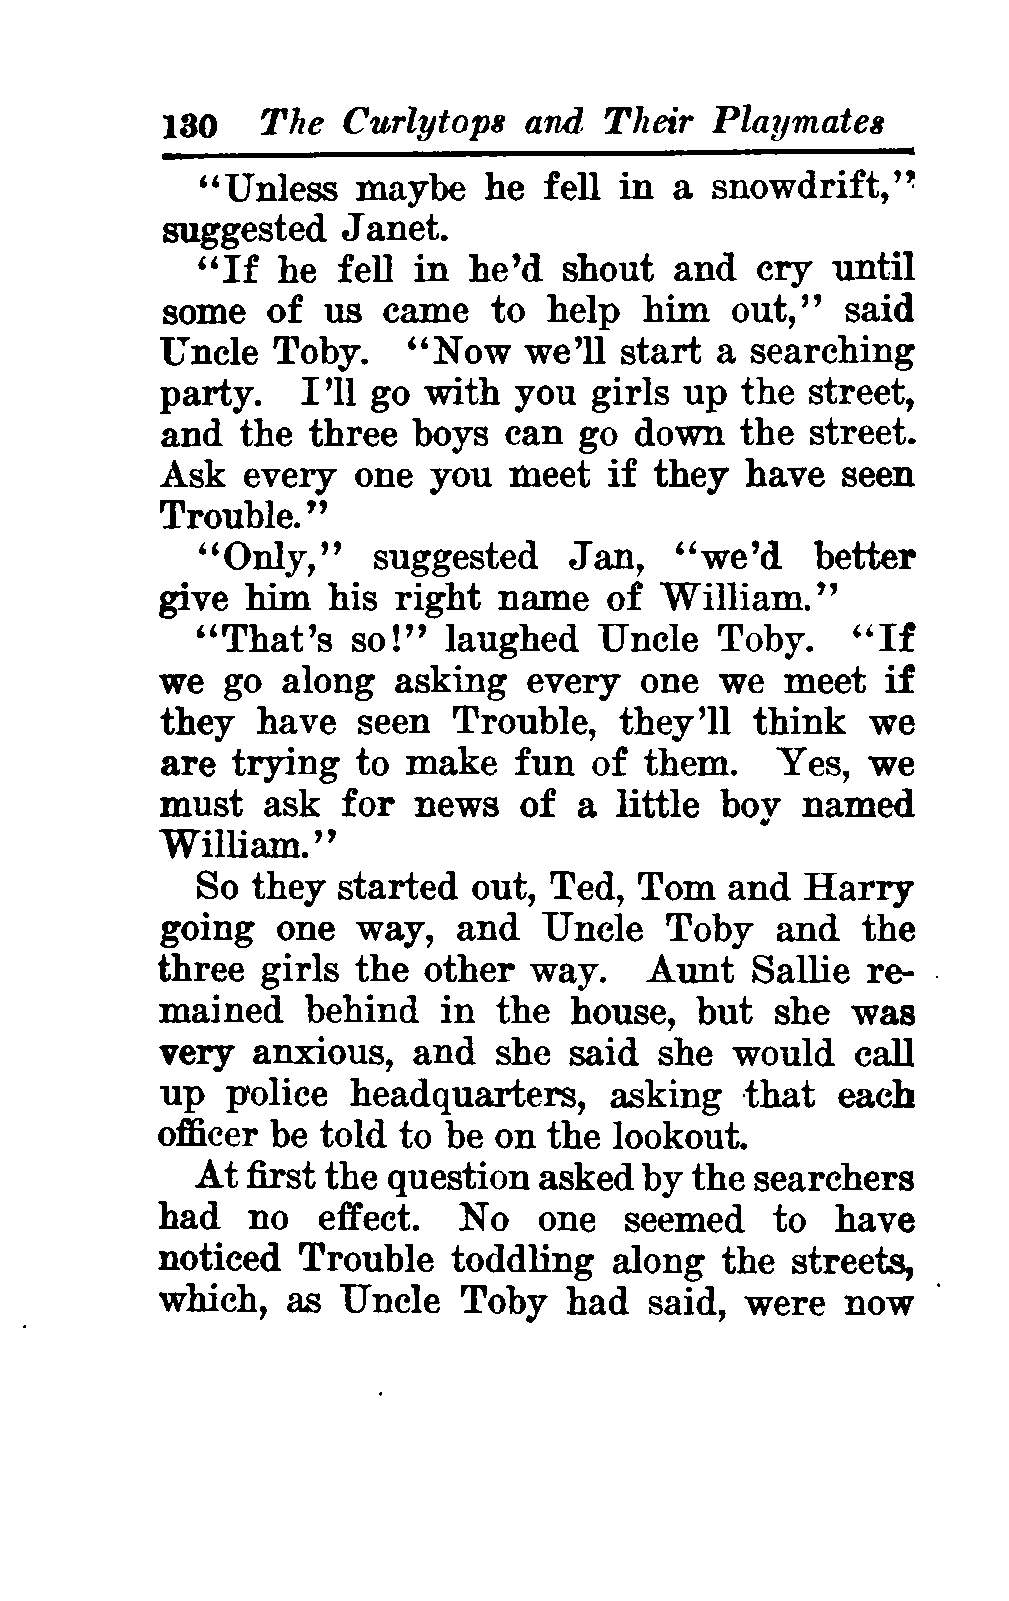 130 The Curlytops and Their Playmates
“Unless maybe he fell in a snowdrift,”
suggested Janet.
“If he fell in he’d shout and cry until
some of us came to help him out,” said
Uncle Toby. “Now we’ll start a searching
party. I’ll go with you girls up the street,
and the three boys can go down the street.
Ask every one you meet if they have seen
Trouble.”
“Only,” suggested Jan, “we’d better
give him his right name of William.”
“That’s so!” laughed Uncle Toby. “If
we go along asking every one we meet if
they have seen Trouble, they’ll think we
are trying to make fun of them. Yes, we
must ask for news of a little boy named
William.”
So they started out, Ted, Tom and Harry
going one way, and Uncle Toby and the
three girls the other way. Aunt Sallie re-
mained behind in the house, but she was
very anxious, and she said she would call
up police headquarters, asking that each
officer be told to be on the lookout.
At first the question asked by the searchers
had no effect. No one seemed to have
noticed Trouble toddling along the streets,
which, as Uncle Toby had said, were now